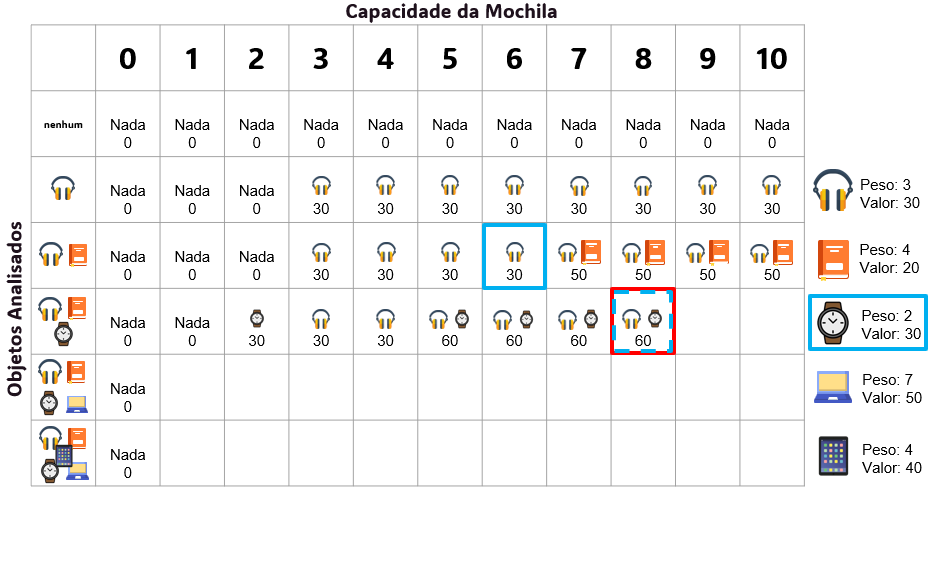 Capacidade da Mochila
0 1 2 3 4 5 6 7 8 9 10
Objetos Analisados
nenhum
Nada Nada Nada Nada Nada Nada Nada Nada Nada Nada Nada
0 0 0 0 0 0 0 0 0 0 0
Nada Nada Nada
0 0 0 30 30 30 30 30 30 30 30
Peso: 3
Valor: 30
Nada Nada Nada
0 0 0 30 30 30 30 50 50 50 50
Peso: 4
Valor: 20
Nada Nada
0 0 30 30 30 60 60 60 60
Peso: 2
Valor: 30
Nada
0
Peso: 7
Valor: 50
Nada
0
Peso: 4
Valor: 40